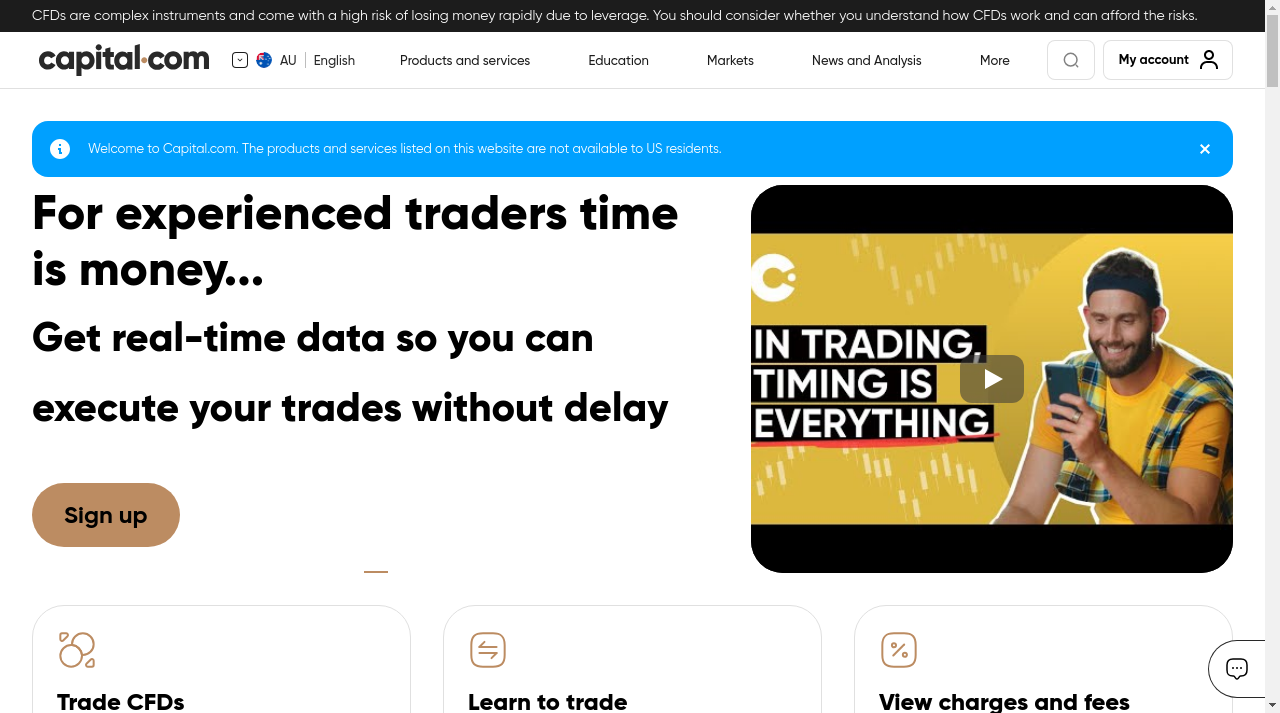 CFDs are complex instruments and come with a high risk of losing money rapidly due to leverage. You should consider whether you understand how CFDs work and can afford the risks.
capital.com
AU
English
Products and services
Education
Markets
News and Analysis
More
My account
Welcome to Capital.com. The products and services listed on this website are not available to US residents.
For experienced traders time
is money...
Get real-time data so you can
execute your trades without delay
Sign up
IN TRADING,
TIMING IS
EVERYTHING
Trade CFDs
Learn to trade
View charges and fees